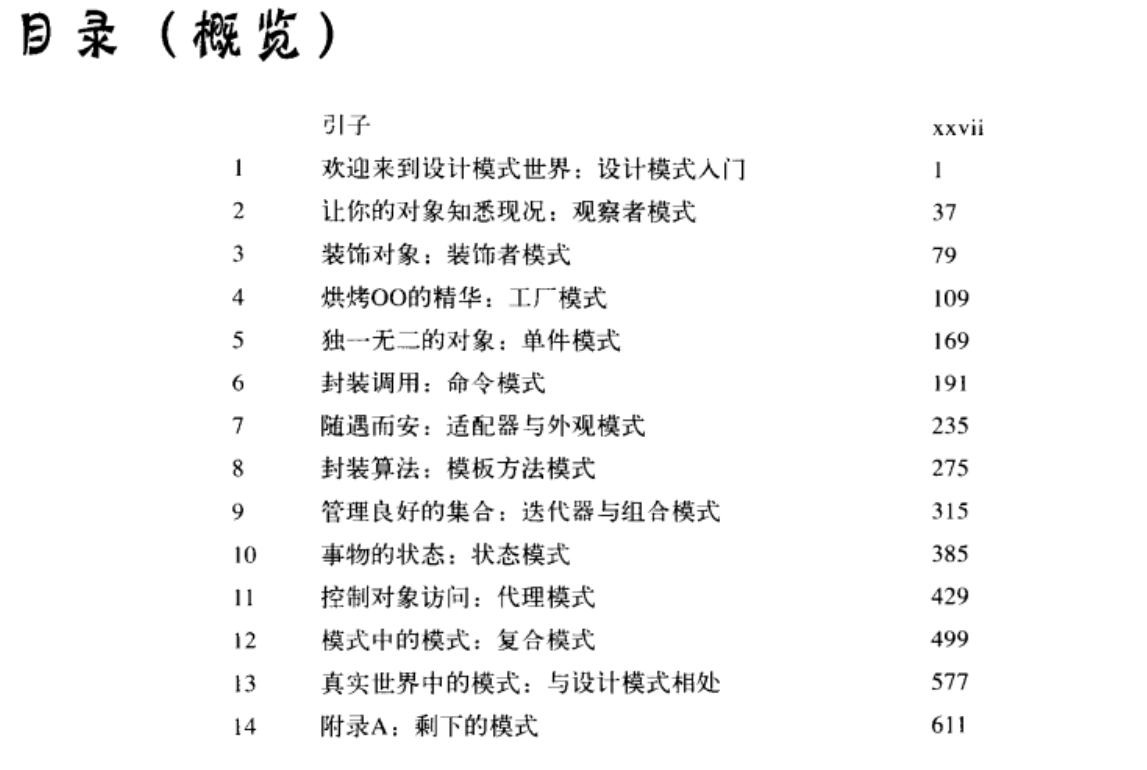 目录（概览）
引子 xxvii
1 欢迎来到设计模式世界：设计模式入门 1
2 让你的对象知悉现况：观察者模式 37
3 装饰对象：装饰者模式 79
4 烘烤OO的精华：工厂模式 109
5 独一无二的对象：单件模式 169
6 封装调用：命令模式 191
7 随遇而安：适配器与外观模式 235
8 封装算法：模板方法模式 275
9 管理良好的集合：迭代器与组合模式 315
10 事物的状态：状态模式 385
11 控制对象访问：代理模式 429
12 模式中的模式：复合模式 499
13 真实世界中的模式：与设计模式相处 577
14 附录A：剩下的模式 611